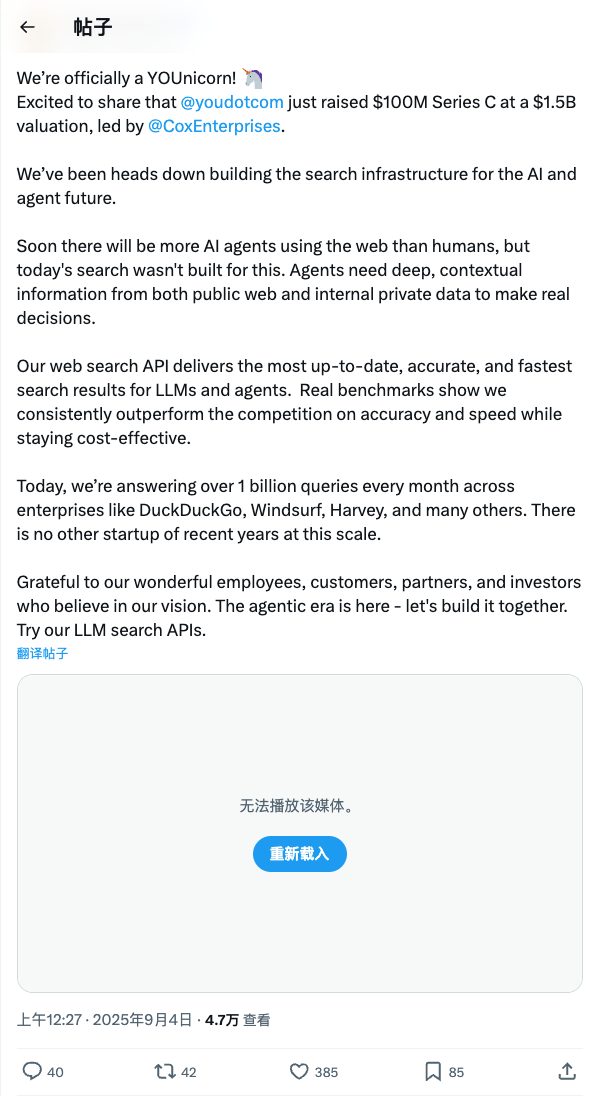 帖子
We’re officially a YOUnicorn! 🦄
Excited to share that @youdotcom just raised $100M Series C at a $1.5B
valuation, led by @CoxEnterprises.
We’ve been heads down building the search infrastructure for the AI and
agent future.
Soon there will be more AI agents using the web than humans, but
today's search wasn't built for this. Agents need deep, contextual
information from both public web and internal private data to make real
decisions.
Our web search API delivers the most up-to-date, accurate, and fastest
search results for LLMs and agents.  Real benchmarks show we
consistently outperform the competition on accuracy and speed while
staying cost-effective.
Today, we’re answering over 1 billion queries every month across
enterprises like DuckDuckGo, Windsurf, Harvey, and many others. There
is no other startup of recent years at this scale.
Grateful to our wonderful employees, customers, partners, and investors
who believe in our vision. The agentic era is here - let's build it together.
Try our LLM search APIs.
翻译帖子
无法播放该媒体。
重新载入
上午12:27 · 2025年9月4日 · 4.7万 查看
40 42 385 85